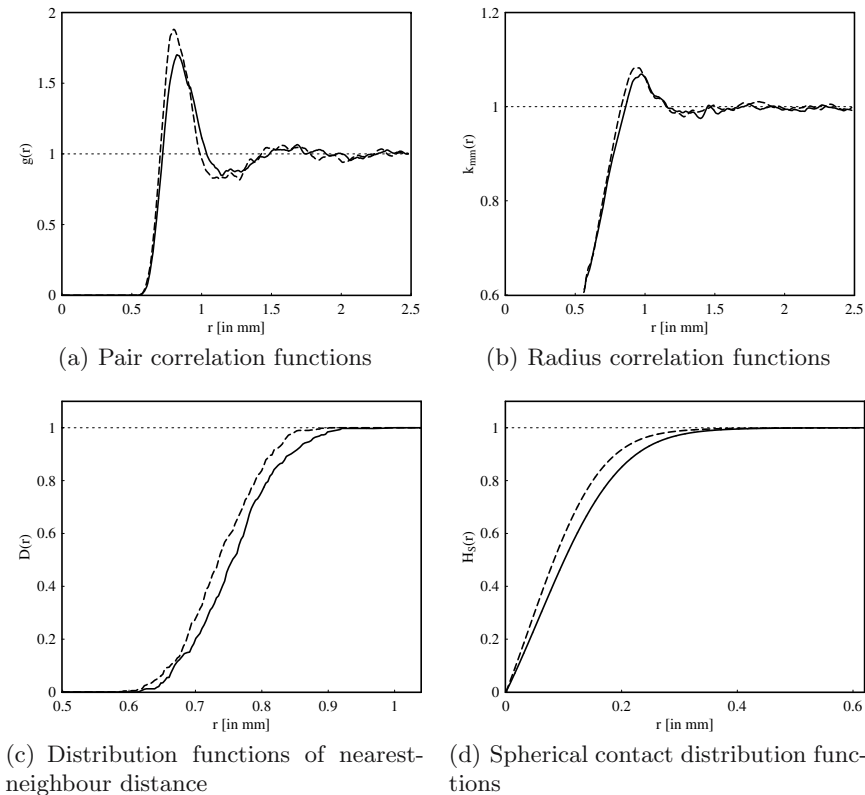 2
1.5
1
0.5
0
g(r)
0 0.5 1 1.5 2 2.5
r [in mm]
(a) Pair correlation functions
1.2
1
0.8
0.6
k_mm(r)
0 0.5 1 1.5 2 2.5
r [in mm]
(b) Radius correlation functions
1
0.8
0.6
0.4
0.2
0
D(r)
0.5 0.6 0.7 0.8 0.9 1
r [in mm]
(c) Distribution functions of nearest-
neighbour distance
1
0.8
0.6
0.4
0.2
0
H_S(r)
0 0.2 0.4 0.6
r [in mm]
(d) Spherical contact distribution func-
tions